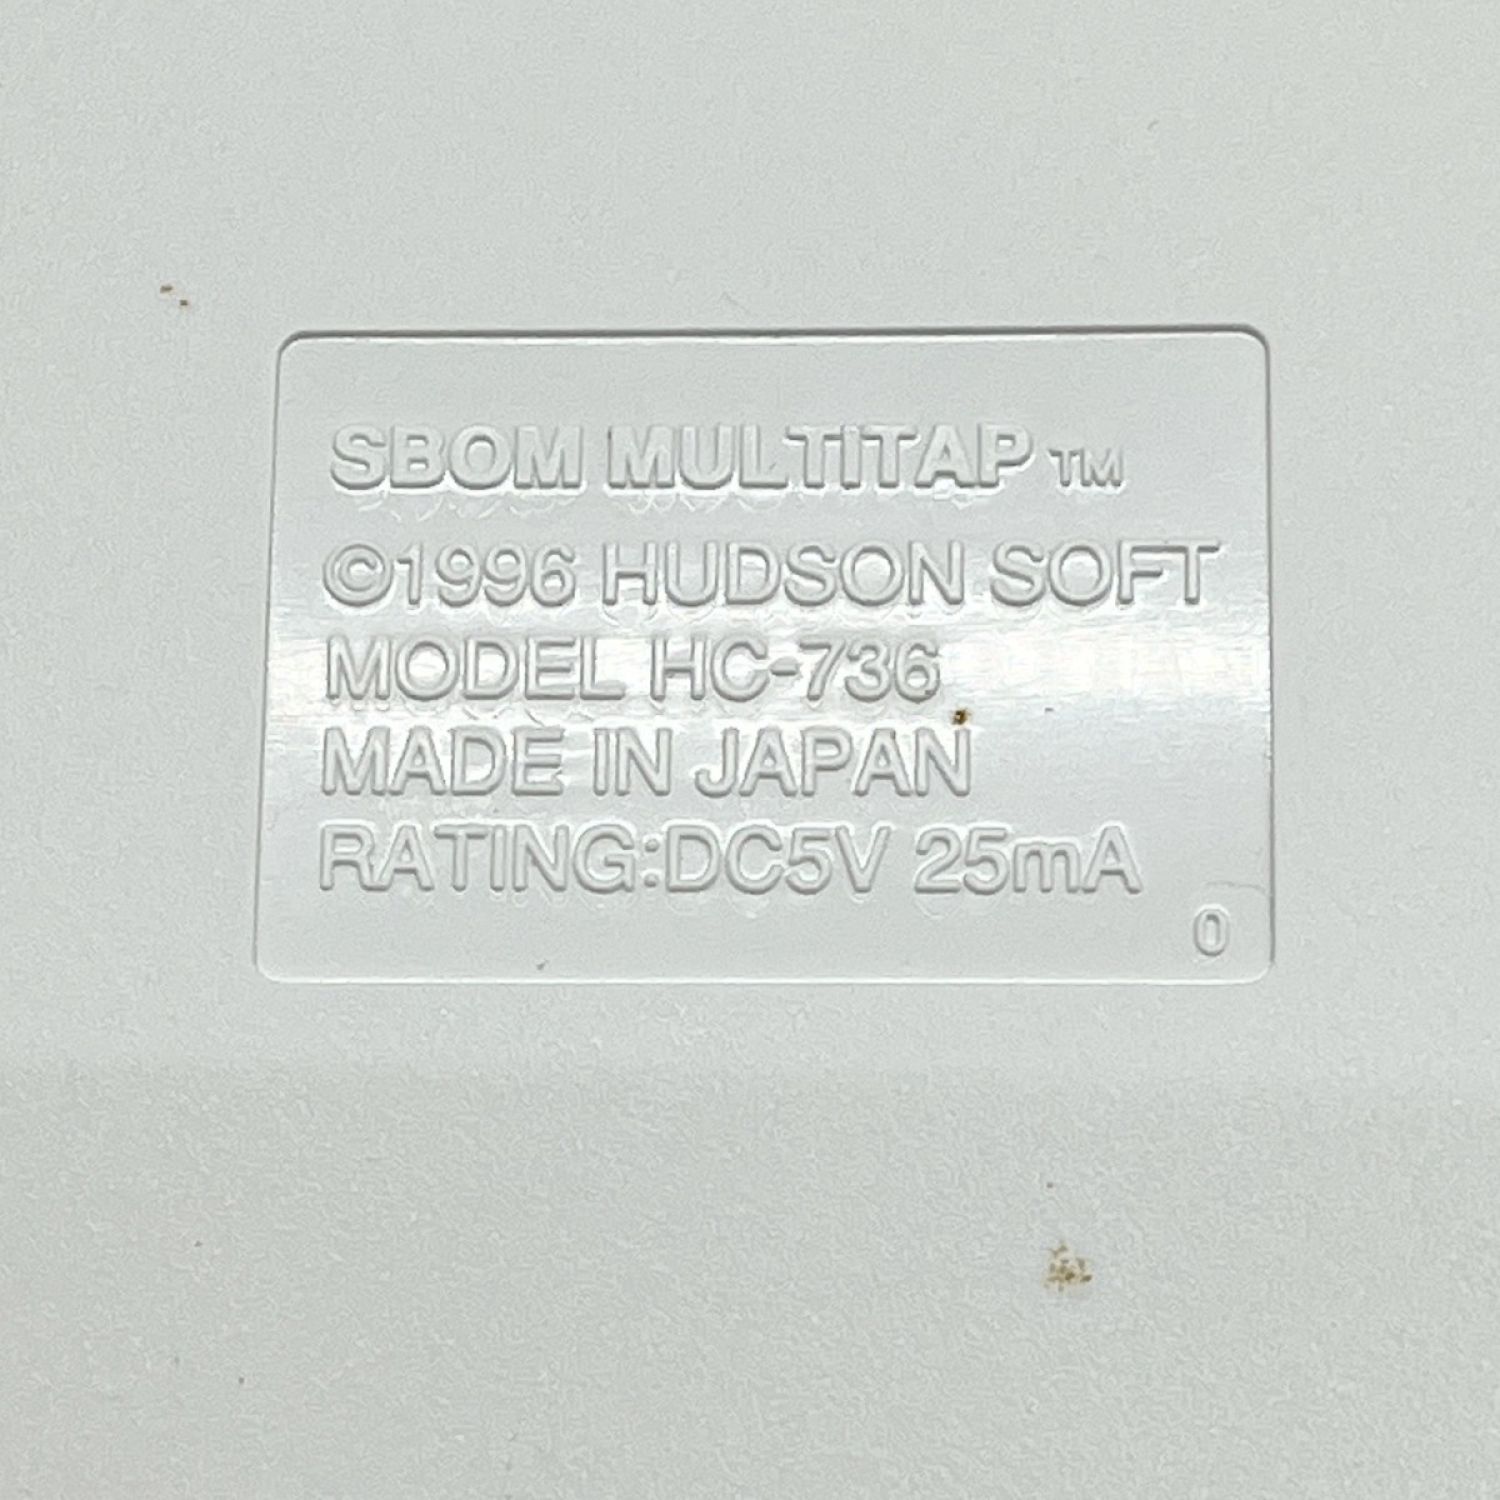 SBOM MULTITAP ™
©1996 HUDSON SOFT
MODEL HC-736
MADE IN JAPAN
RATING:DC5V 25mA
0